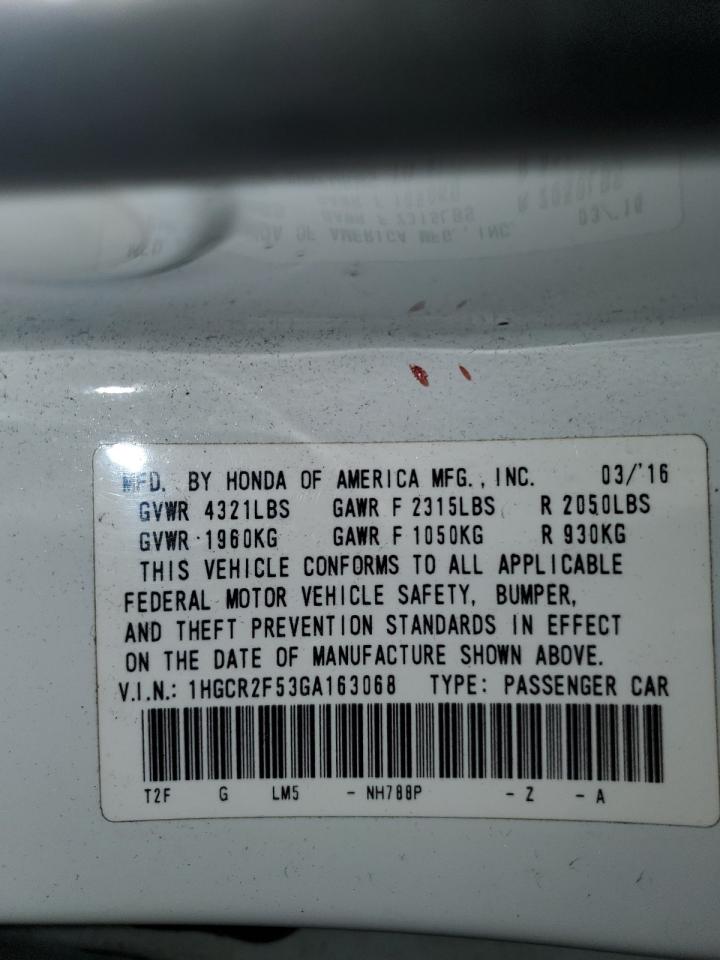 MFD. BY HONDA OF AMERICA MFG., INC. 03/'16
GVWR 4321LBS GAWR F 2315LBS R 2050LBS
GVWR 1960KG GAWR F 1050KG R 930KG
THIS VEHICLE CONFORMS TO ALL APPLICABLE
FEDERAL MOTOR VEHICLE SAFETY, BUMPER,
AND THEFT PREVENTION STANDARDS IN EFFECT
ON THE DATE OF MANUFACTURE SHOWN ABOVE.
V.I.N.: 1HGCR2F53GA163068 TYPE: PASSENGER CAR
T2F G LM5 - NH788P - Z - A